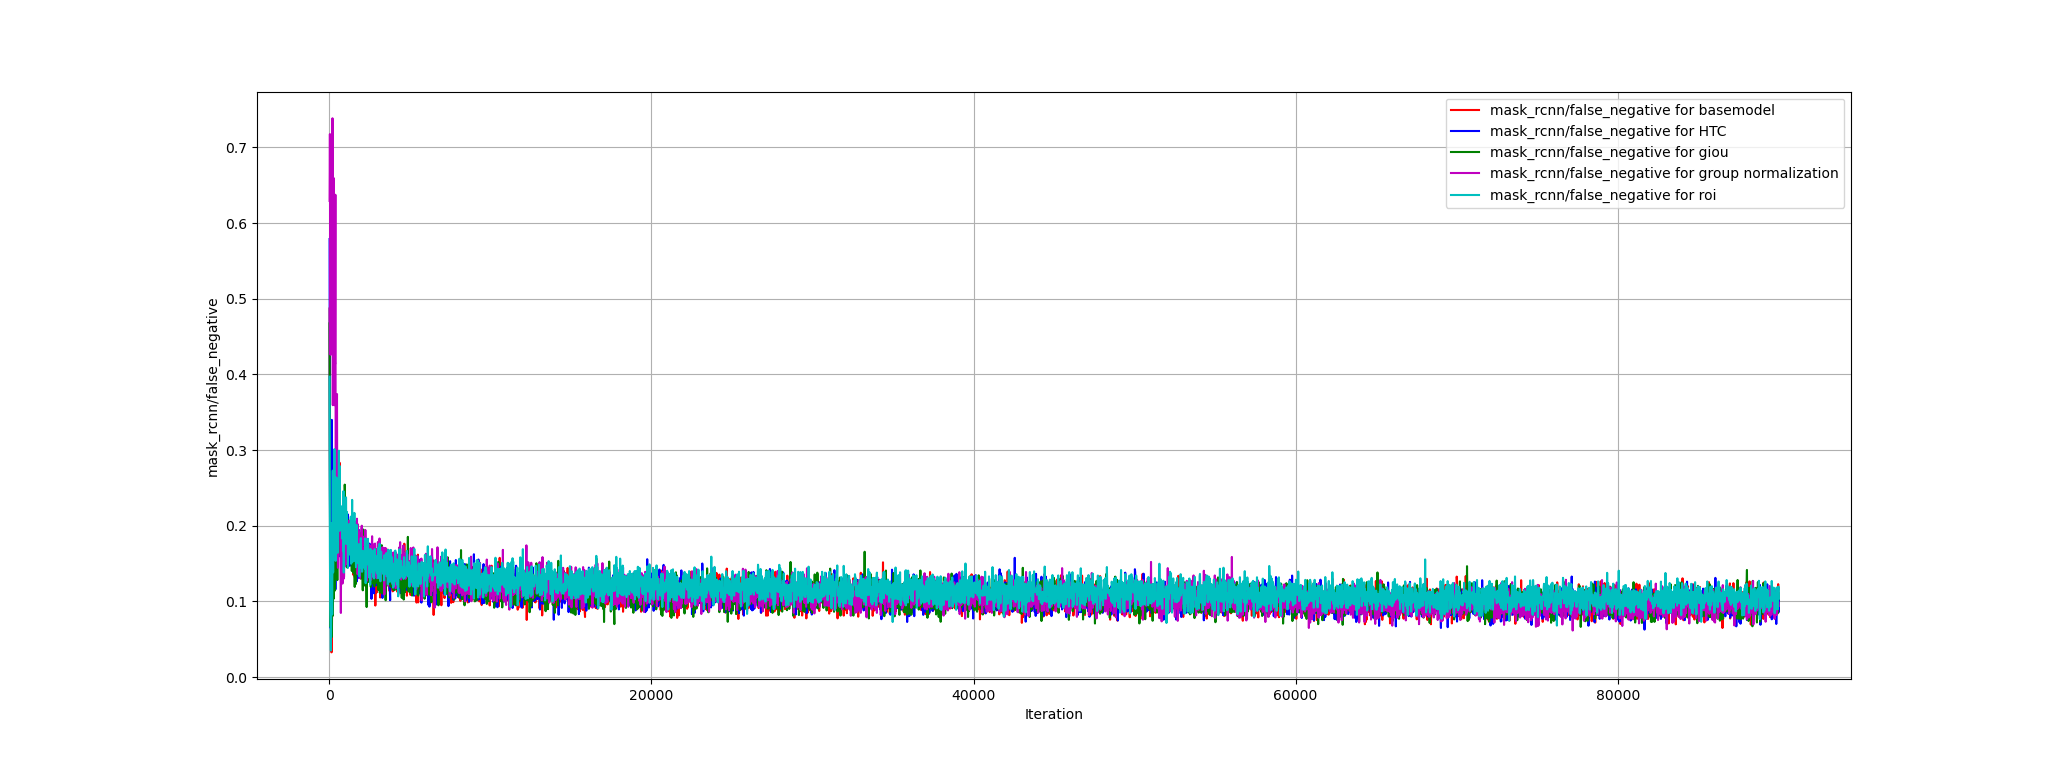 mask_rcnn/false_negative for basemodel
mask_rcnn/false_negative for HTC
mask_rcnn/false_negative for giou
mask_rcnn/false_negative for group normalization
mask_rcnn/false_negative for roi
mask_rcnn/false_negative
0.7
0.6
0.5
0.4
0.3
0.2
0.1
0.0
0 20000 40000 60000 80000
Iteration